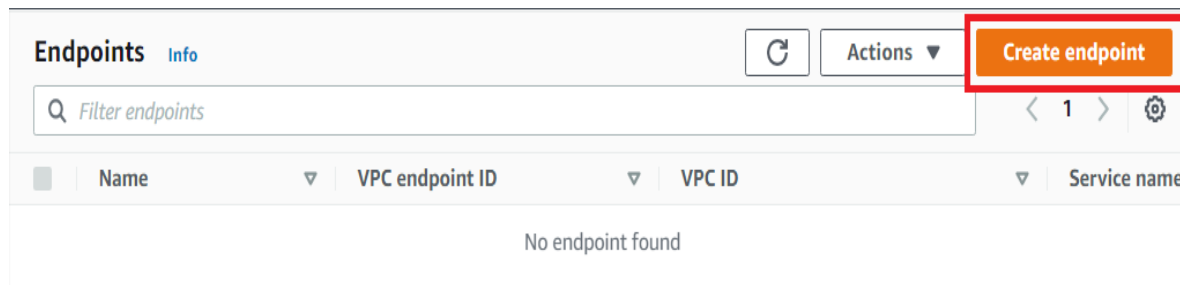 Endpoints Info Actions Create endpoint
Filter endpoints 1
Name VPC endpoint ID VPC ID Service name
No endpoint found